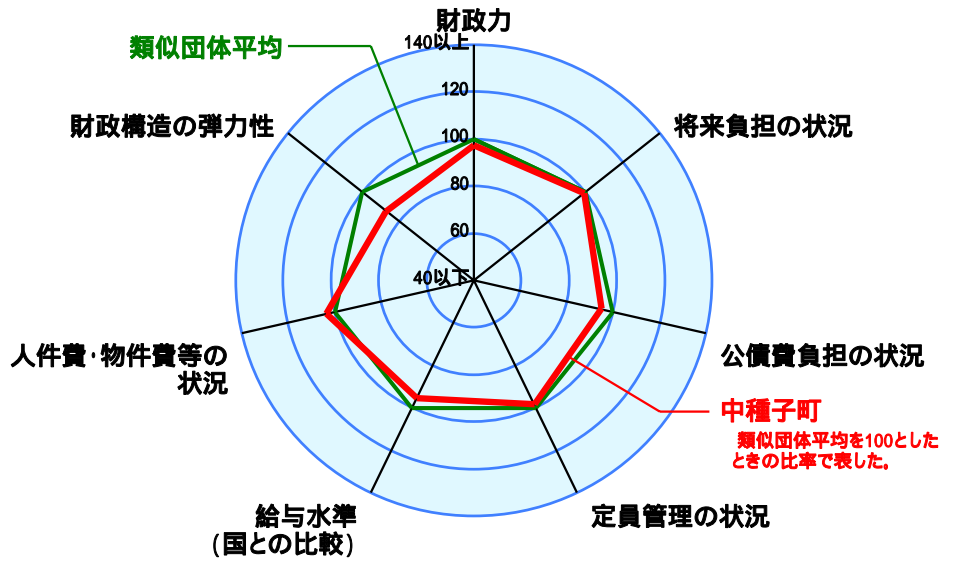 財政力
類似団体平均
140以上
120
100
80
60
40以下
財政構造の弾力性
将来負担の状況
人件費・物件費等の
状況
公債費負担の状況
中種子町
類似団体平均を100とした
ときの比率で表した。
給与水準
(国との比較)
定員管理の状況